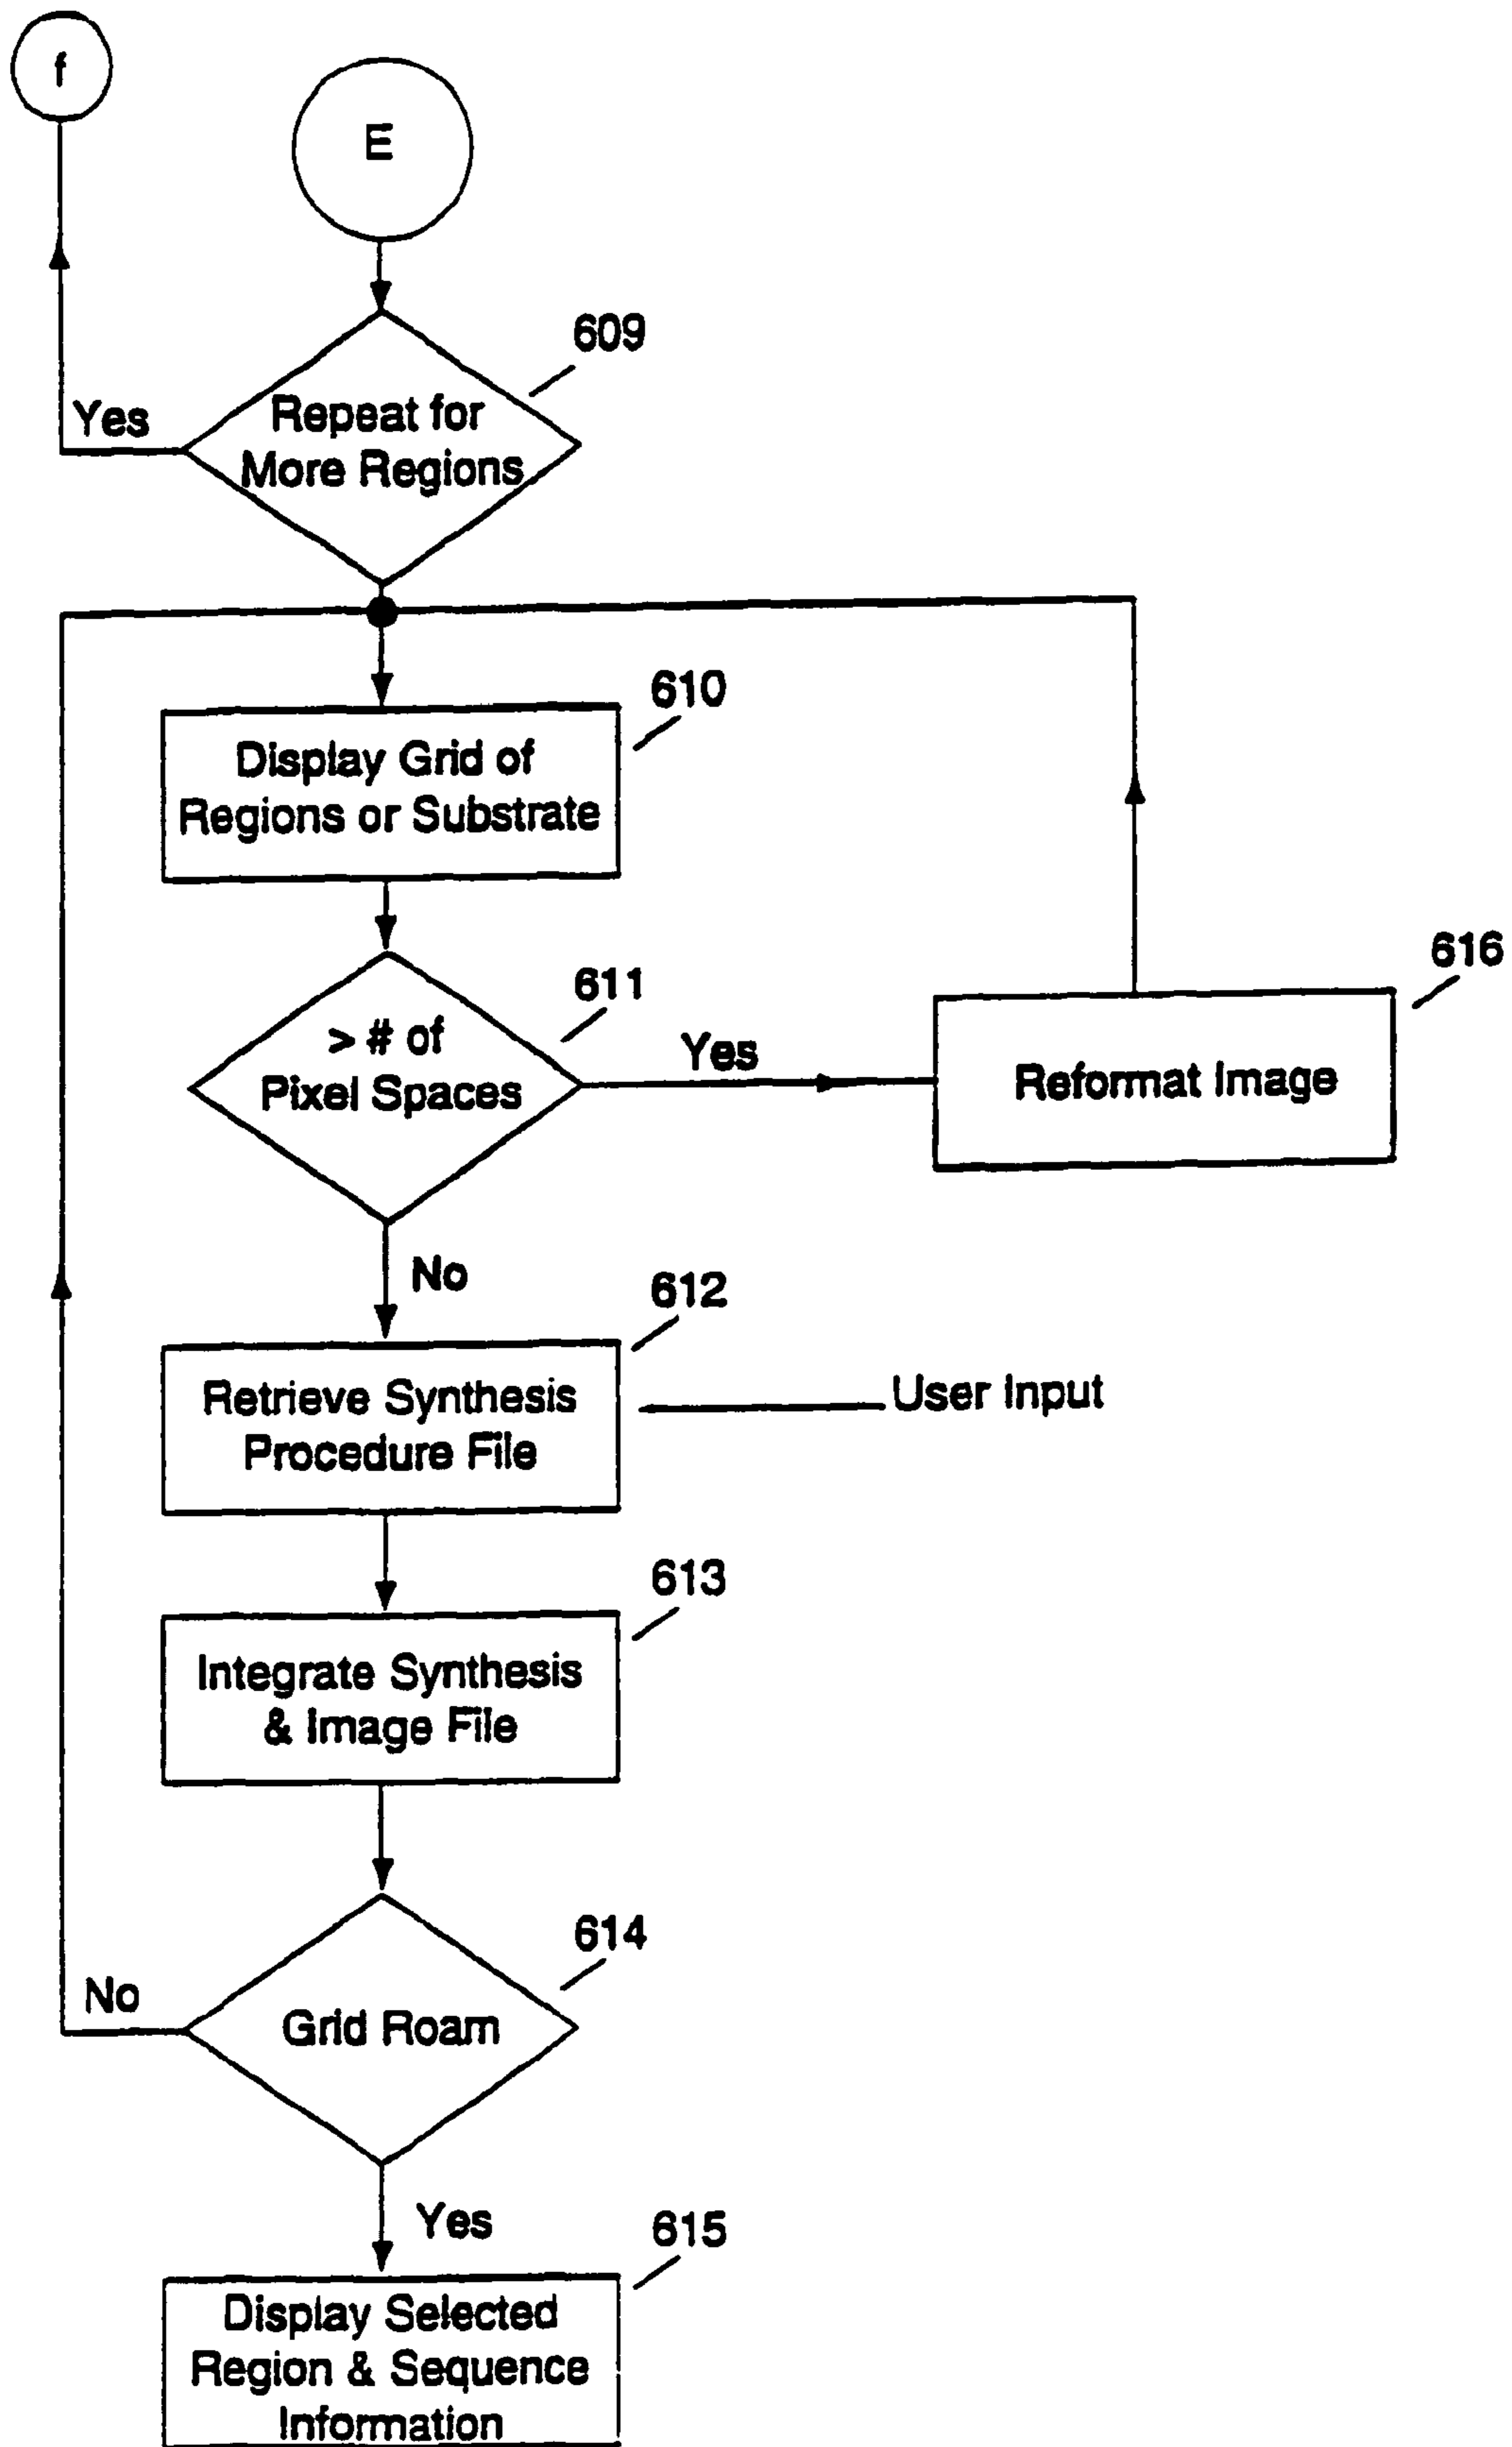 f
E
609
Repeat for
More Regions
Yes
610
Display Grid of
Regions or Substrate
611
> # of
Pixel Spaces
Yes
616
Reformat Image
No
612
Retrieve Synthesis
Procedure File
User Input
613
Integrate Synthesis
& Image File
614
Grid Roam
No
Yes
615
Display Selected
Region & Sequence
Information